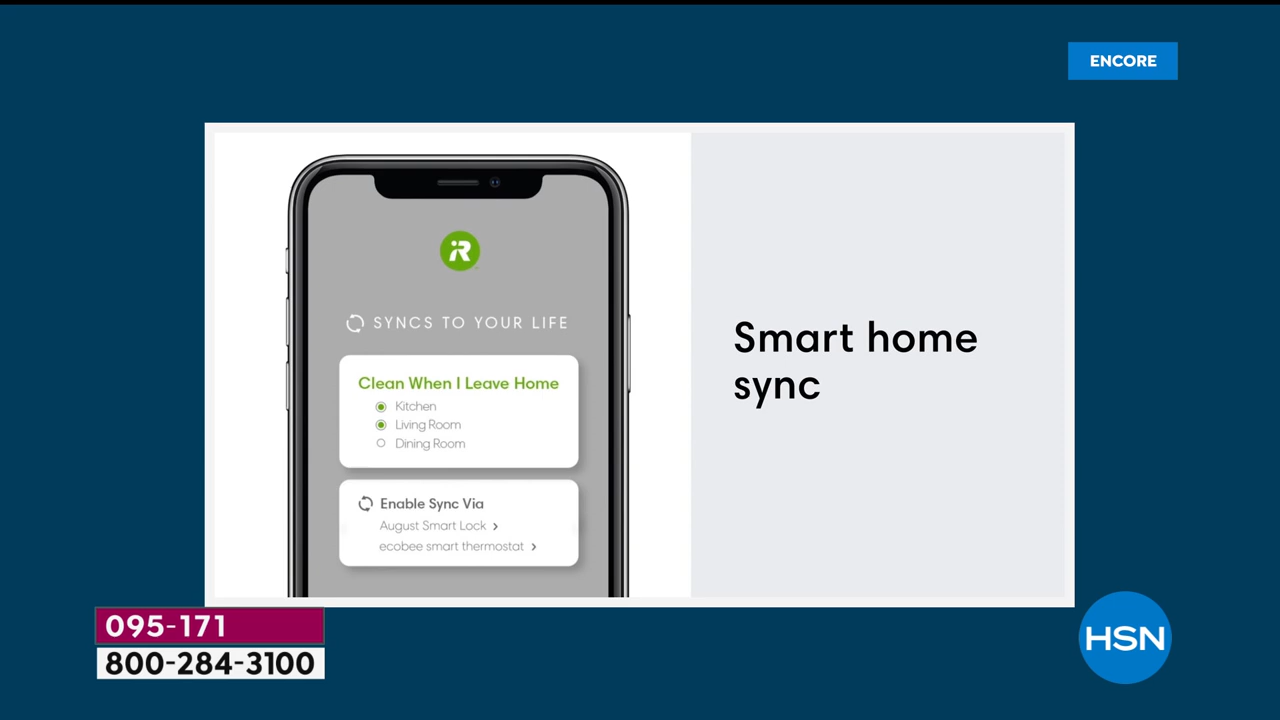 ENCORE
iR
SYNCS TO YOUR LIFE
Clean When I Leave Home
Kitchen
Living Room
Dining Room
Enable Sync Via
August Smart Lock >
ecobee smart thermostat >
Smart home
sync
095-171
800-284-3100
HSN